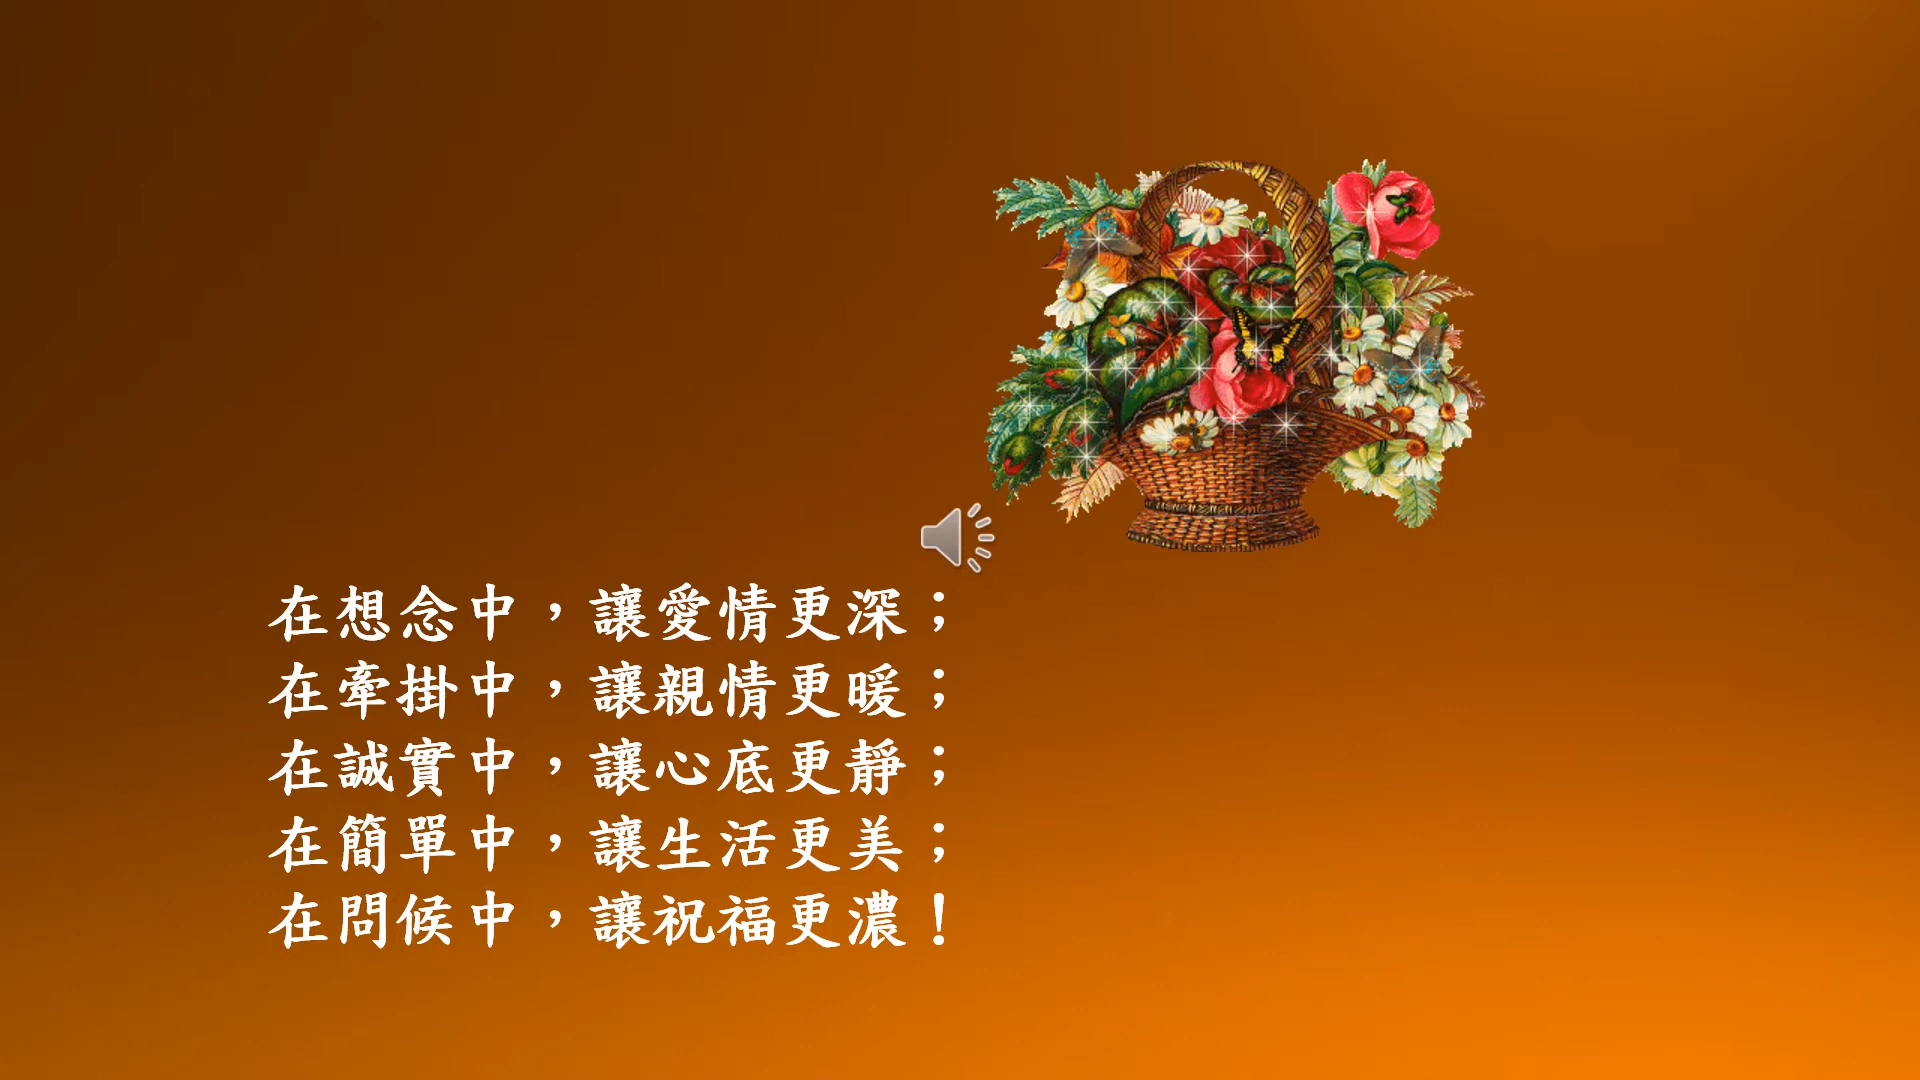 在想念中，讓愛情更深；
在牽掛中，讓親情更暖；
在誠實中，讓心底更靜；
在簡單中，讓生活更美；
在問候中，讓祝福更濃！